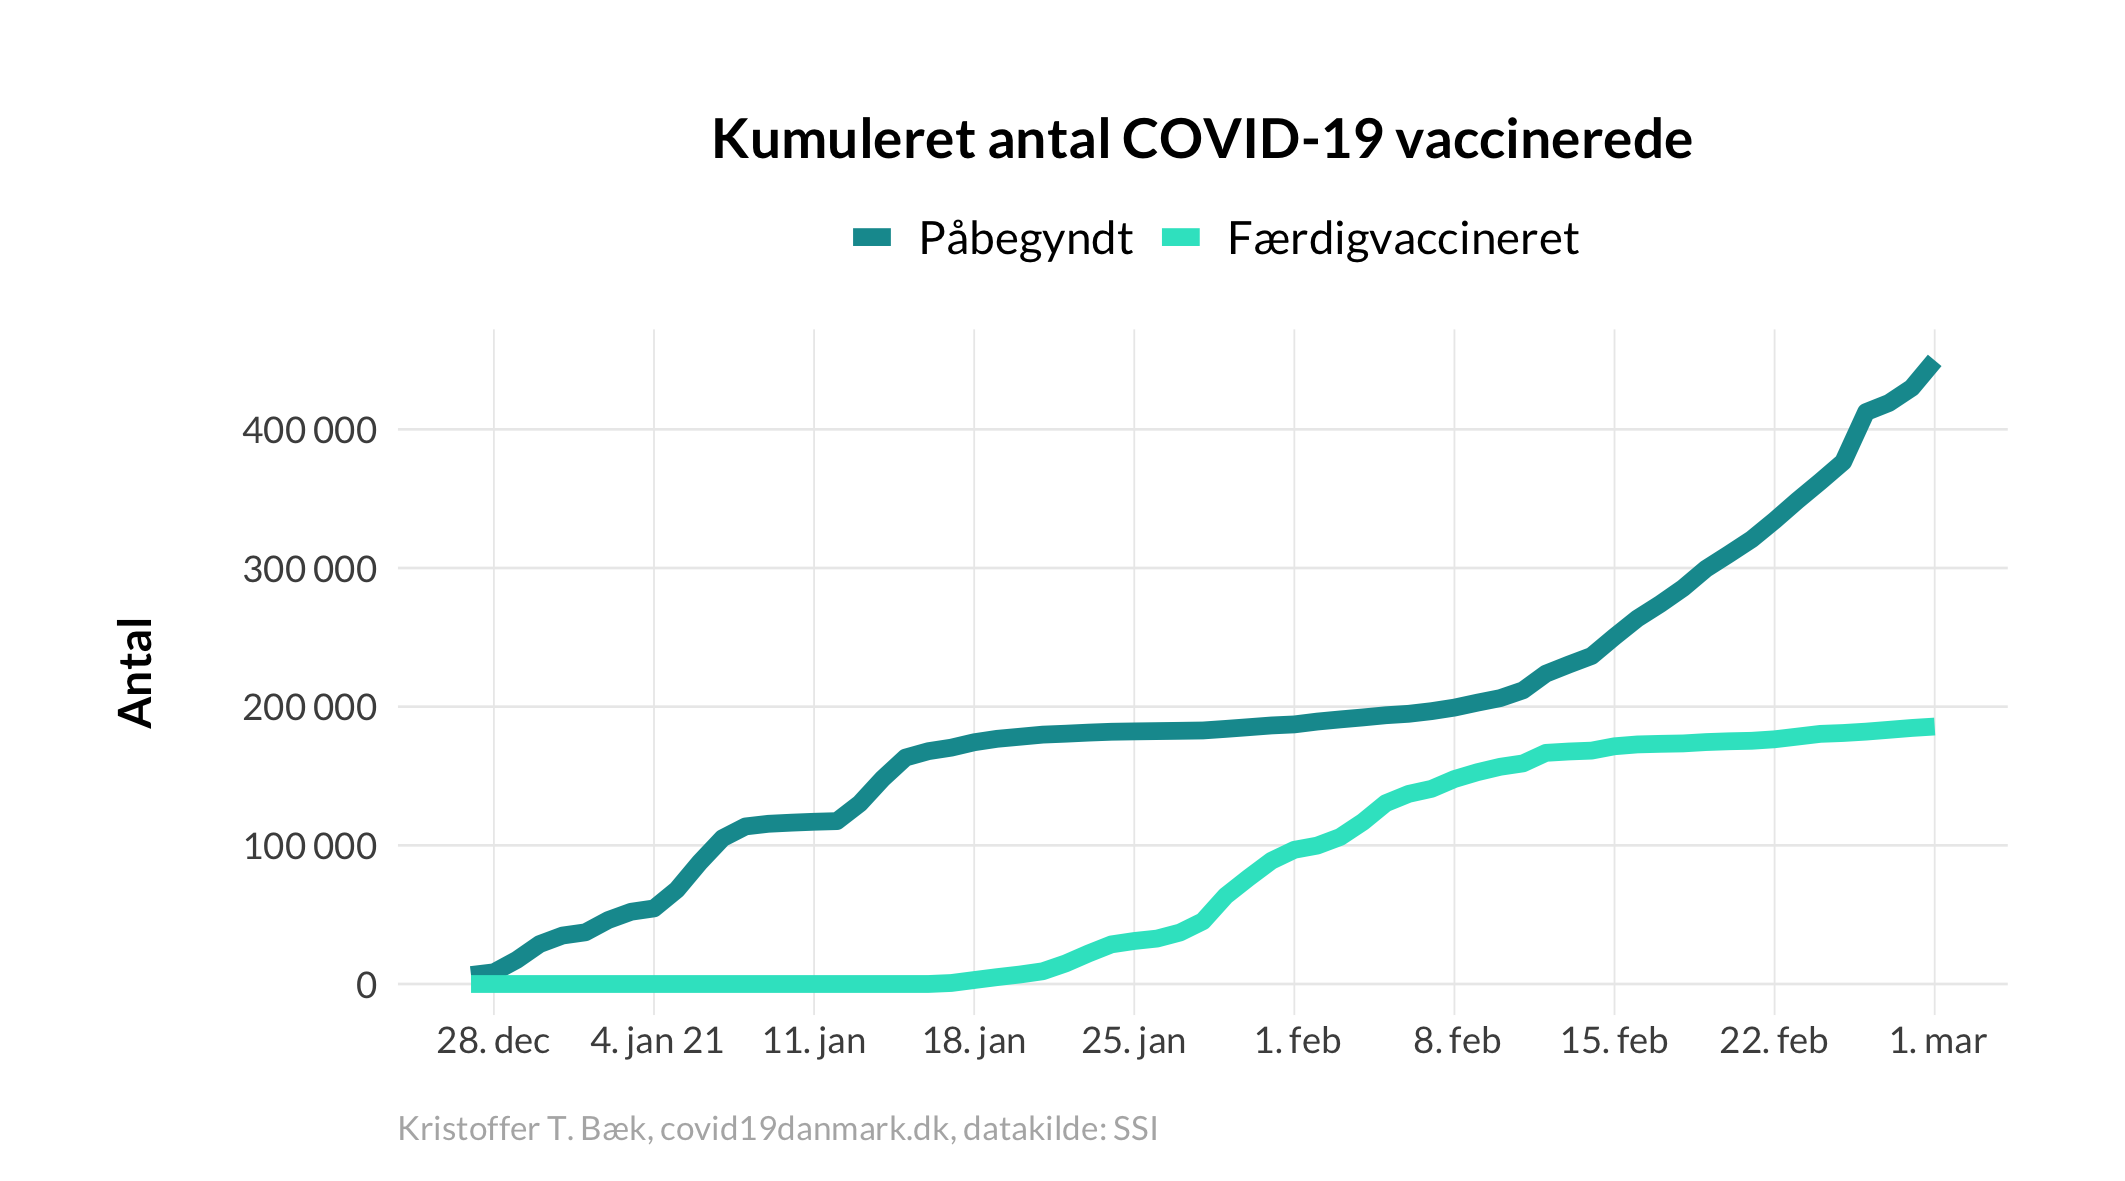 Kumuleret antal COVID-19 vaccinerede
Påbegyndt Færdigvaccineret
Antal
400 000
300 000
200 000
100 000
0
28. dec 4. jan 21 11. jan 18. jan 25. jan 1. feb 8. feb 15. feb 22. feb 1. mar
Kristoffer T. Bæk, covid19danmark.dk, datakilde: SSI